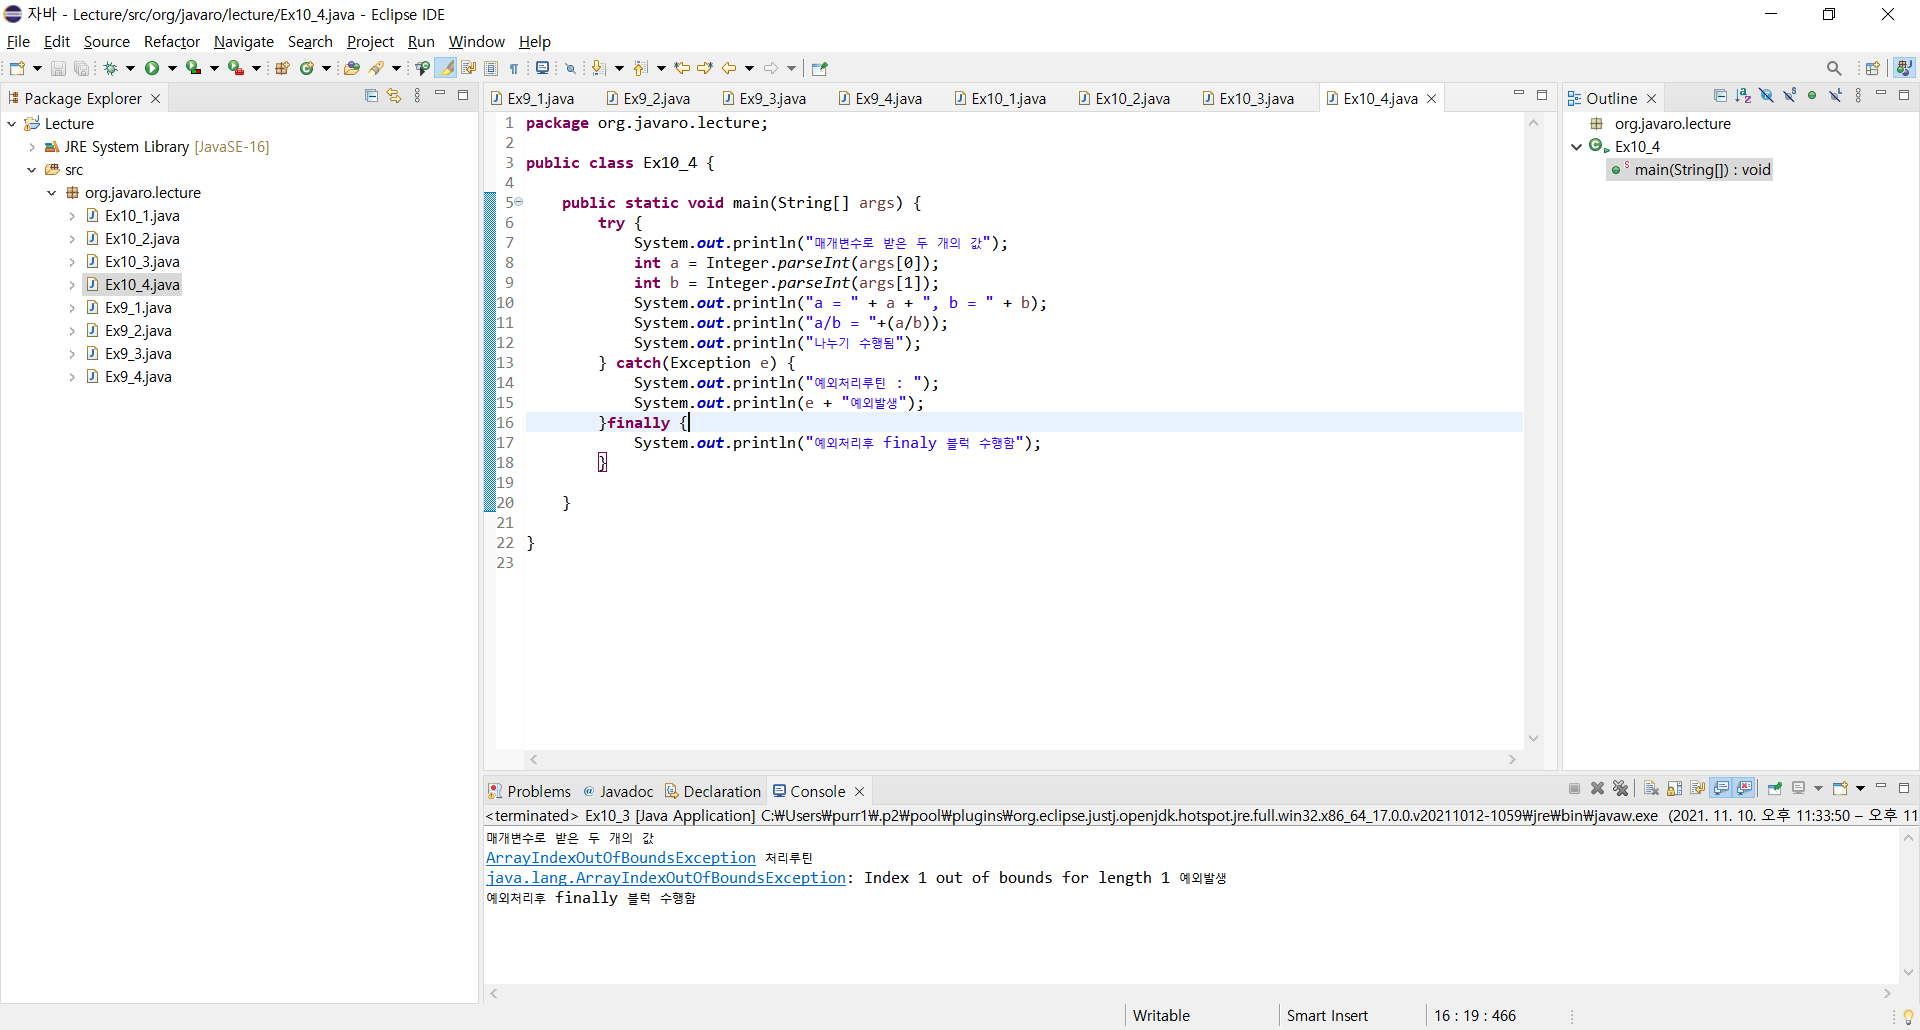 자바 - Lecture/src/org/javaro/lecture/Ex10_4.java - Eclipse IDE
File Edit Source Refactor Navigate Search Project Run Window Help
Package Explorer
Lecture
JRE System Library [JavaSE-16]
src
org.javaro.lecture
Ex10_1.java
Ex10_2.java
Ex10_3.java
Ex10_4.java
Ex9_1.java
Ex9_2.java
Ex9_3.java
Ex9_4.java
Ex9_1.java Ex9_2.java Ex9_3.java Ex9_4.java Ex10_1.java Ex10_2.java Ex10_3.java Ex10_4.java
1 package org.javaro.lecture;
2
3 public class Ex10_4 {
4
5 public static void main(String[] args) {
6 try {
7 System.out.println("매개변수로 받은 두 개의 값");
8 int a = Integer.parseInt(args[0]);
9 int b = Integer.parseInt(args[1]);
10 System.out.println("a = " + a + ", b = " + b);
11 System.out.println("a/b = "+(a/b));
12 System.out.println("나누기 수행됨");
13 } catch(Exception e) {
14 System.out.println("예외처리루틴 : ");
15 System.out.println(e + "예외발생");
16 }finally {
17 System.out.println("예외처리후 finaly 블럭 수행함");
18 }
19
20 }
21
22 }
23
Outline
org.javaro.lecture
Ex10_4
main(String[]) : void
Problems Javadoc Declaration Console
<terminated> Ex10_3 [Java Application] C:₩Users₩purr1₩.p2₩pool₩plugins₩org.eclipse.justj.openjdk.hotspot.jre.full.win32.x86_64_17.0.0.v20211012-1059₩jre₩bin₩javaw.exe (2021. 11. 10. 오후 11:33:50 – 오후 11
매개변수로 받은 두 개의 값
ArrayIndexOutOfBoundsException 처리루틴
java.lang.ArrayIndexOutOfBoundsException: Index 1 out of bounds for length 1 예외발생
예외처리후 finally 블럭 수행함
Writable Smart Insert 16 : 19 : 466